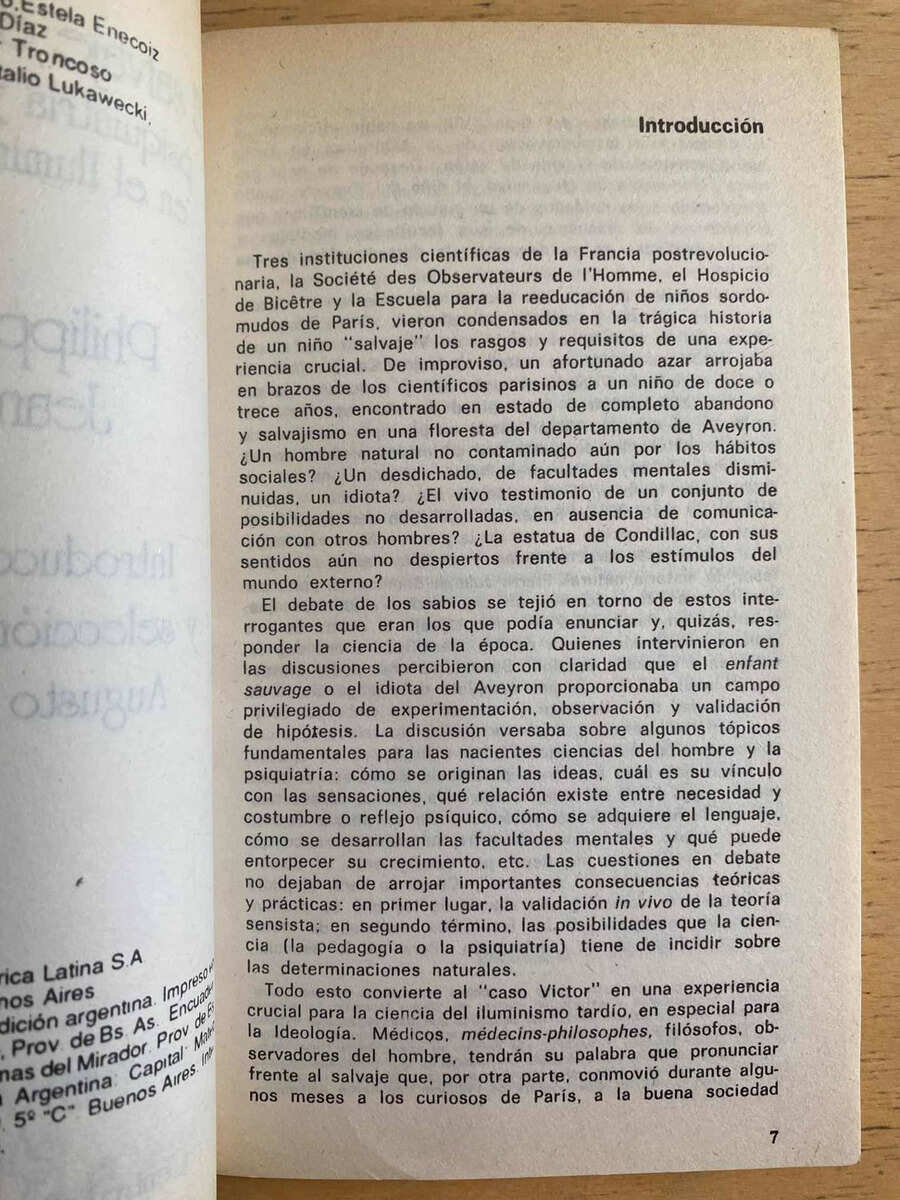 o.Estela Enecoiz
Díaz
Troncoso
talio Lukawecki,
rica Latina S.A
nos Aires
dición argentina. Impreso
Prov. de Bs. As.
nas del Mirador. Prov. de
Argentina: Capital:
5º "C". Buenos Aires.
Introducción
Tres instituciones científicas de la Francia postrevolucio-
naria, la Société des Observateurs de l'Homme, el Hospicio
de Bicêtre y la Escuela para la reeducación de niños sordo-
mudos de París, vieron condensados en la trágica historia
de un niño "salvaje" los rasgos y requisitos de una expe-
riencia crucial. De improviso, un afortunado azar arrojaba
en brazos de los científicos parisinos a un niño de doce o
trece años, encontrado en estado de completo abandono
y salvajismo en una floresta del departamento de Aveyron.
¿Un hombre natural no contaminado aún por los hábitos
sociales? ¿Un desdichado, de facultades mentales dismi-
nuidas, un idiota? ¿El vivo testimonio de un conjunto de
posibilidades no desarrolladas, en ausencia de comunica-
ción con otros hombres? ¿La estatua de Condillac, con sus
sentidos aún no despiertos frente a los estímulos del
mundo externo?
El debate de los sabios se tejió en torno de estos inte-
rrogantes que eran los que podía enunciar y, quizás, res-
ponder la ciencia de la época. Quienes intervinieron en
las discusiones percibieron con claridad que el enfant
sauvage o el idiota del Aveyron proporcionaba un campo
privilegiado de experimentación, observación y validación
de hipótesis. La discusión versaba sobre algunos tópicos
fundamentales para las nacientes ciencias del hombre y la
psiquiatría: cómo se originan las ideas, cuál es su vínculo
con las sensaciones, qué relación existe entre necesidad y
costumbre o reflejo psíquico, cómo se adquiere el lenguaje,
cómo se desarrollan las facultades mentales y qué puede
entorpecer su crecimiento, etc. Las cuestiones en debate
no dejaban de arrojar importantes consecuencias teóricas
y prácticas: en primer lugar, la validación in vivo de la teoría
sensista; en segundo término, las posibilidades que la cien-
cia (la pedagogía o la psiquiatría) tiene de incidir sobre
las determinaciones naturales.
Todo esto convierte al "caso Victor" en una experiencia
crucial para la ciencia del iluminismo tardío, en especial para
la Ideología. Médicos, médecins-philosophes, filósofos, ob-
servadores del hombre, tendrán su palabra que pronunciar
frente al salvaje que, por otra parte, conmovió durante algu-
nos meses a los curiosos de París, a la buena sociedad
7